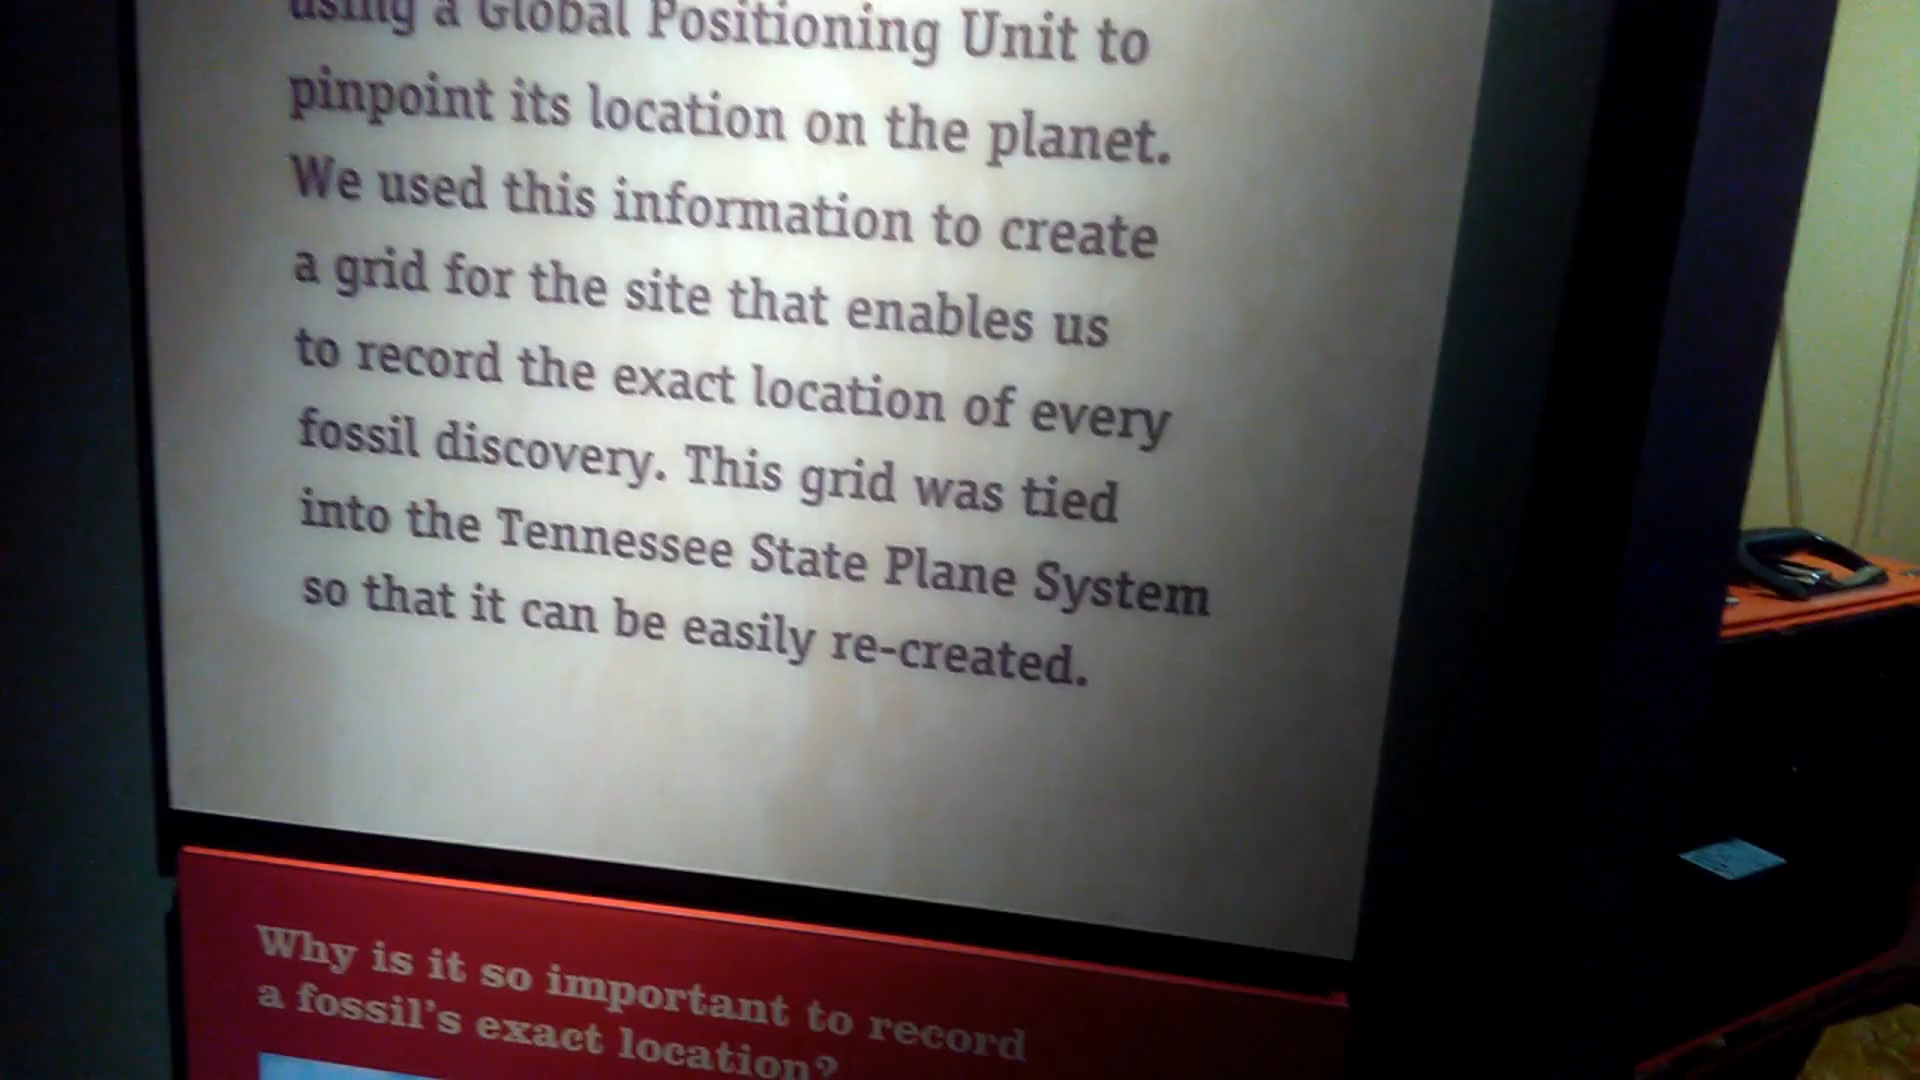 using a Global Positioning Unit to
pinpoint its location on the planet.
We used this information to create
a grid for the site that enables us
to record the exact location of every
fossil discovery. This grid was tied
into the Tennessee State Plane System
so that it can be easily re-created.
Why is it so important to record
a fossil's exact location?